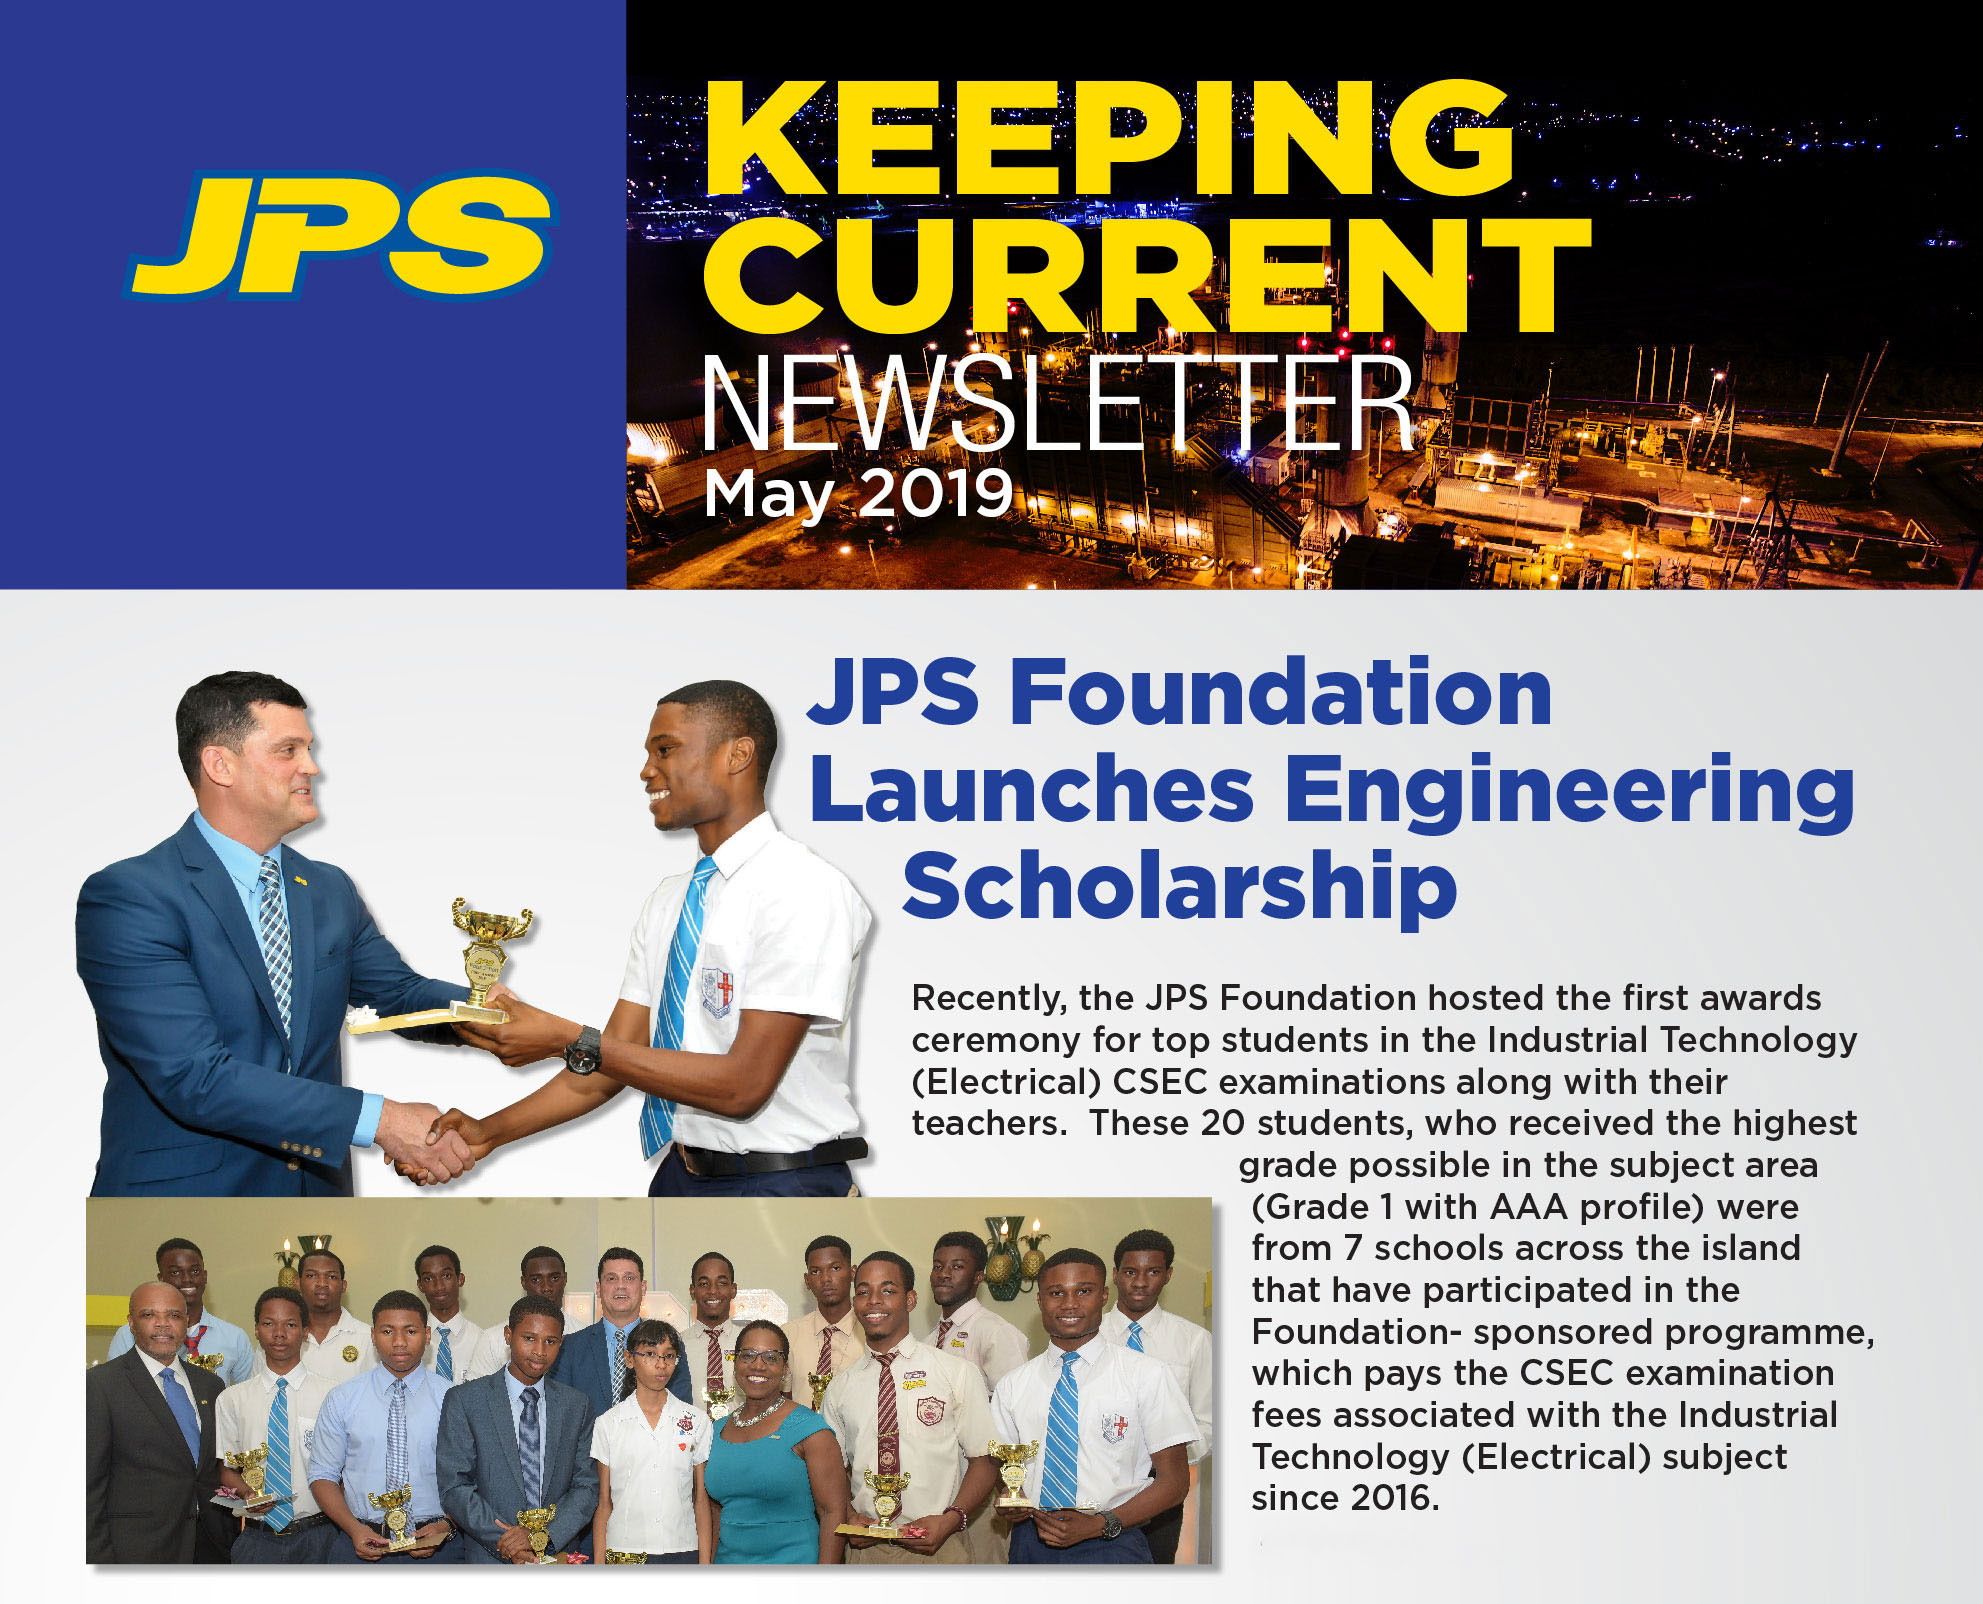 JPS
KEEPING
CURRENT
NEWSLETTER
May 2019
JPS Foundation
Launches Engineering
Scholarship
Recently, the JPS Foundation hosted the first awards
ceremony for top students in the Industrial Technology
(Electrical) CSEC examinations along with their
teachers.  These 20 students, who received the highest
grade possible in the subject area
(Grade 1 with AAA profile) were
from 7 schools across the island
that have participated in the
Foundation- sponsored programme,
which pays the CSEC examination
fees associated with the Industrial
Technology (Electrical) subject
since 2016.